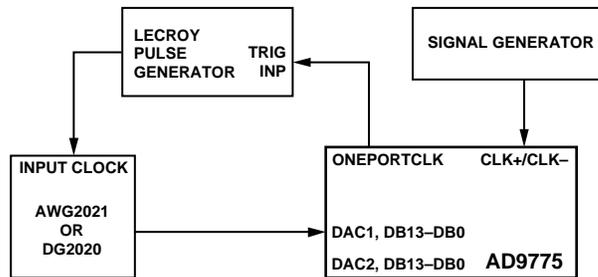 LECROY
PULSE
GENERATOR
TRIG
INP
SIGNAL GENERATOR
INPUT CLOCK
AWG2021
OR
DG2020
ONEPORTCLK
CLK+/CLK–
DAC1, DB13–DB0
DAC2, DB13–DB0
AD9775